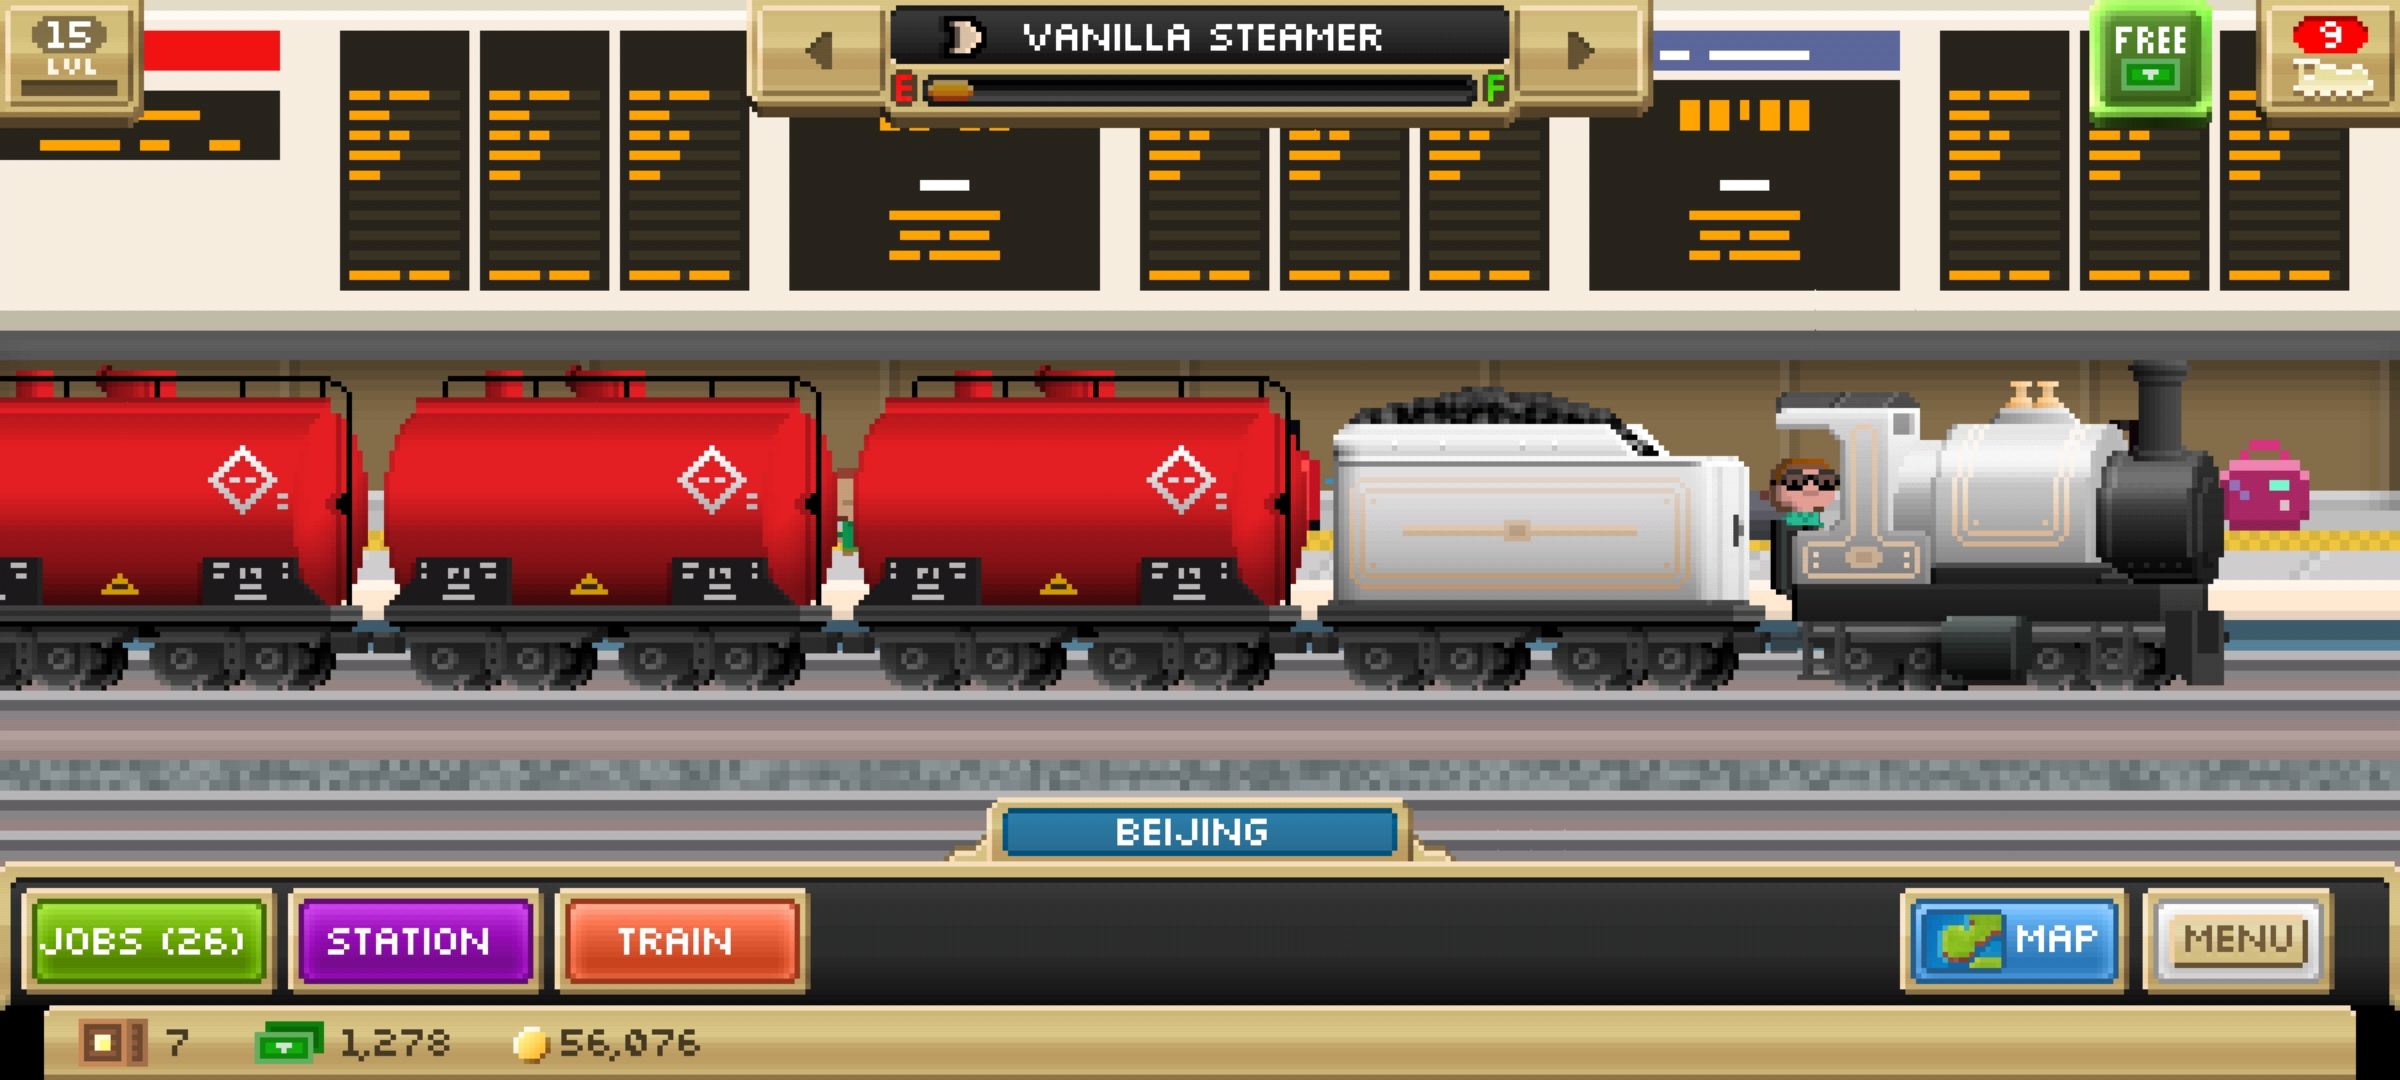 15
LVL
VANILLA STEAMER
E F
FREE
9
BEIJING
JOBS (26)
STATION
TRAIN
MAP
MENU
7
1,278
56,076